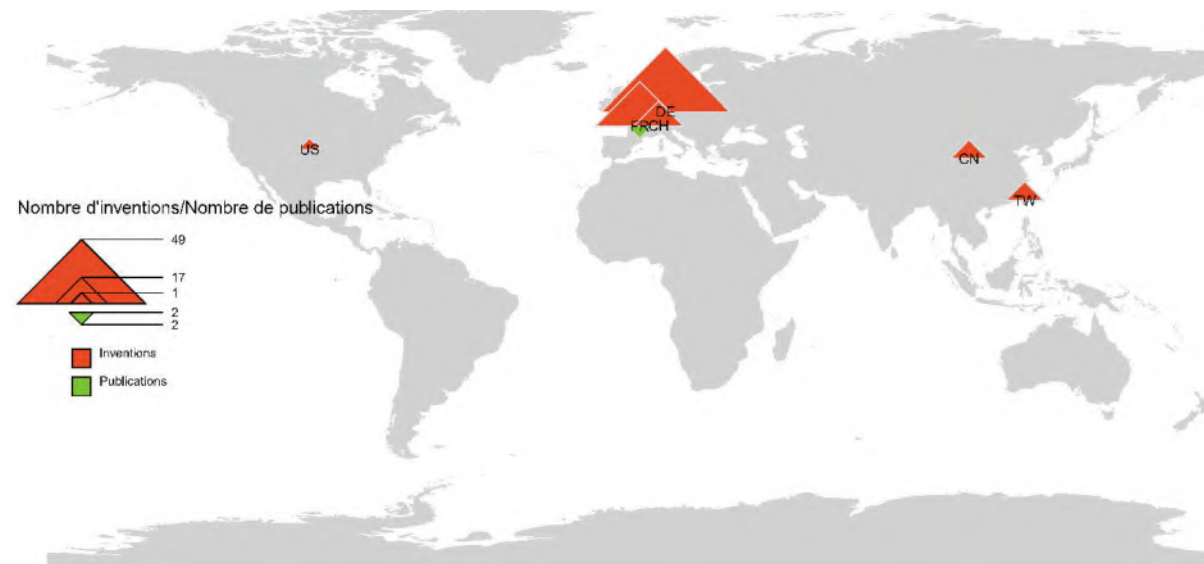 DE
FRCH
US
CN
TW
Nombre d'inventions/Nombre de publications
49
17
1
2
2
Inventions
Publications